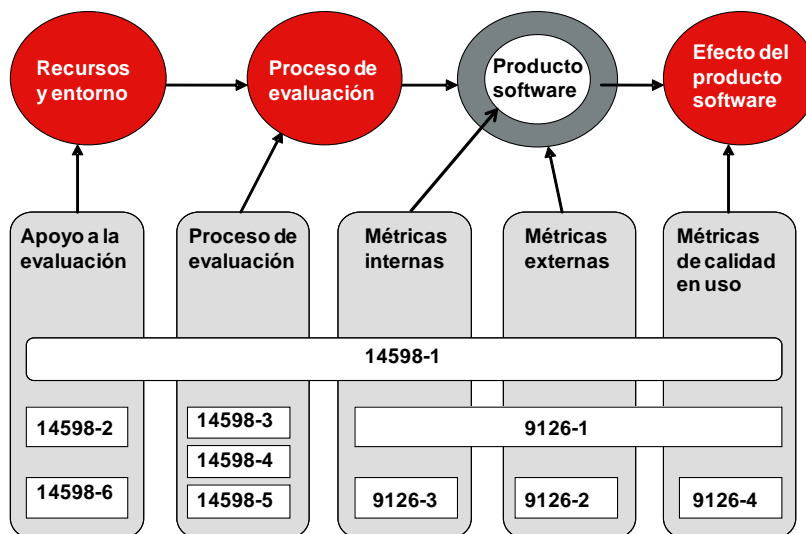 Recursos
y entorno
Proceso de
evaluación
Producto
software
Efecto del
producto
software
Apoyo a la
evaluación
Proceso de
evaluación
Métricas
internas
Métricas
externas
Métricas
de calidad
en uso
14598-1
14598-2
14598-3
9126-1
14598-4
14598-6
14598-5
9126-3
9126-2
9126-4